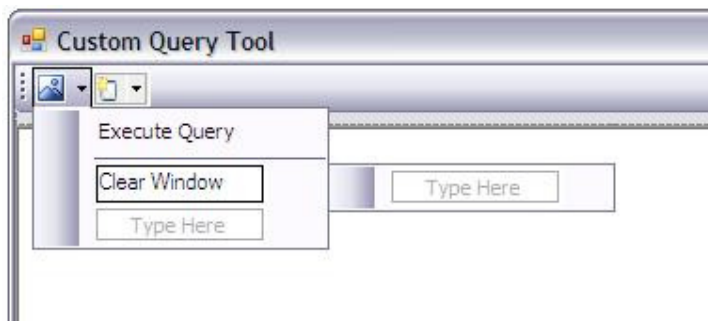 Custom Query Tool
Execute Query
Clear Window
Type Here
Type Here